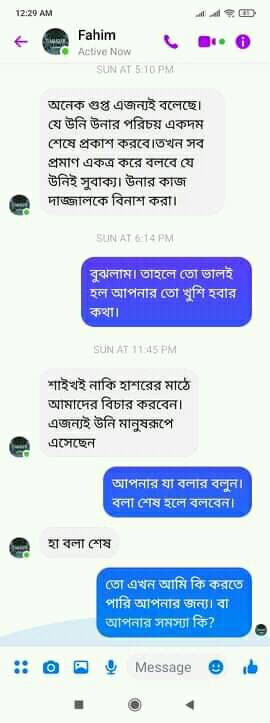 12:29 AM
Fahim
Active Now
SUN AT 5:10 PM
অনেক গুপ্ত এজন্যই বলেছে।
যে উনি উনার পরিচয় একদম
শেষে প্রকাশ করবে।তখন সব
প্রমাণ একত্র করে বলবে যে
উনিই সুবাক্য। উনার কাজ
দাজ্জালকে বিনাশ করা।
SUN AT 6:14 PM
বুঝলাম। তাহলে তো ভালই
হল আপনার তো খুশি হবার
কথা।
SUN AT 11:45 PM
শাইখই নাকি হাশরের মাঠে
আমাদের বিচার করবেন।
এজন্যই উনি মানুষরূপে
এসেছেন
আপনার যা বলার বলুন।
বলা শেষ হলে বলবেন।
হা বলা শেষ
তো এখন আমি কি করতে
পারি আপনার জন্য। বা
আপনার সমস্যা কি?
Message